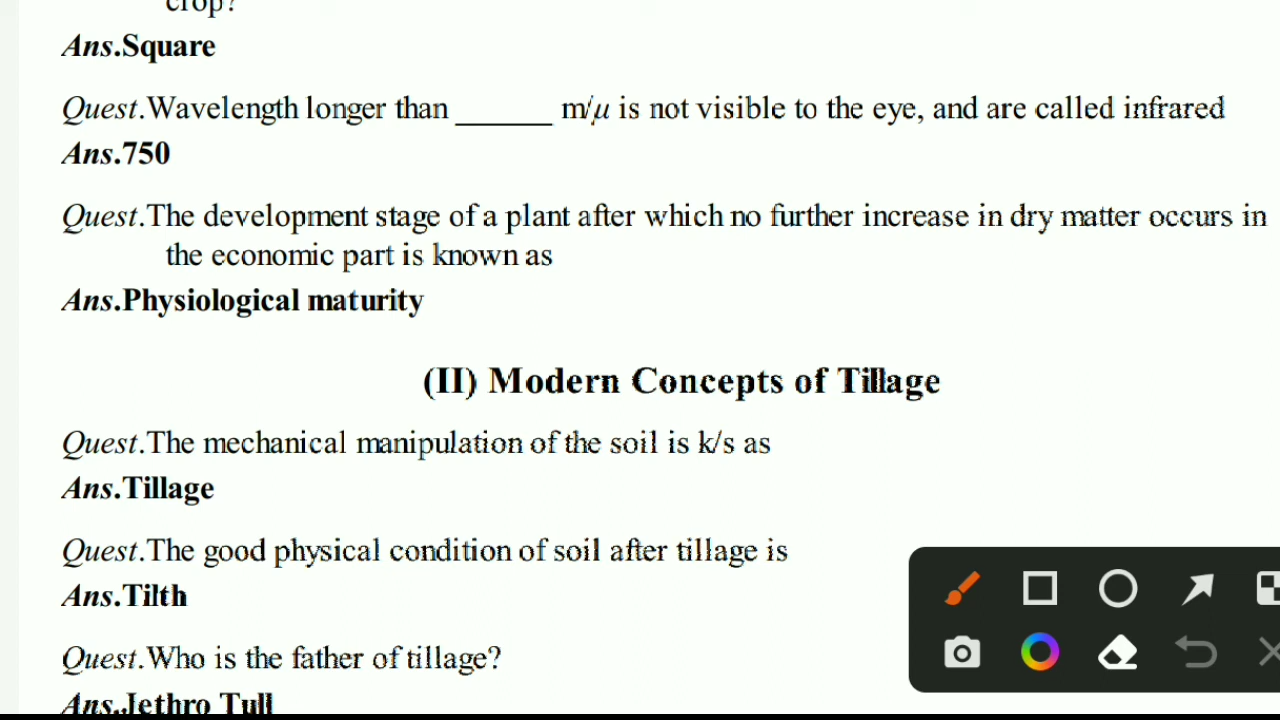 crop?
Ans.Square
Quest.Wavelength longer than ______ m/μ is not visible to the eye, and are called infrared
Ans.750
Quest.The development stage of a plant after which no further increase in dry matter occurs in
the economic part is known as
Ans.Physiological maturity
(II) Modern Concepts of Tillage
Quest.The mechanical manipulation of the soil is k/s as
Ans.Tillage
Quest.The good physical condition of soil after tillage is
Ans.Tilth
Quest.Who is the father of tillage?
Ans.Jethro Tull